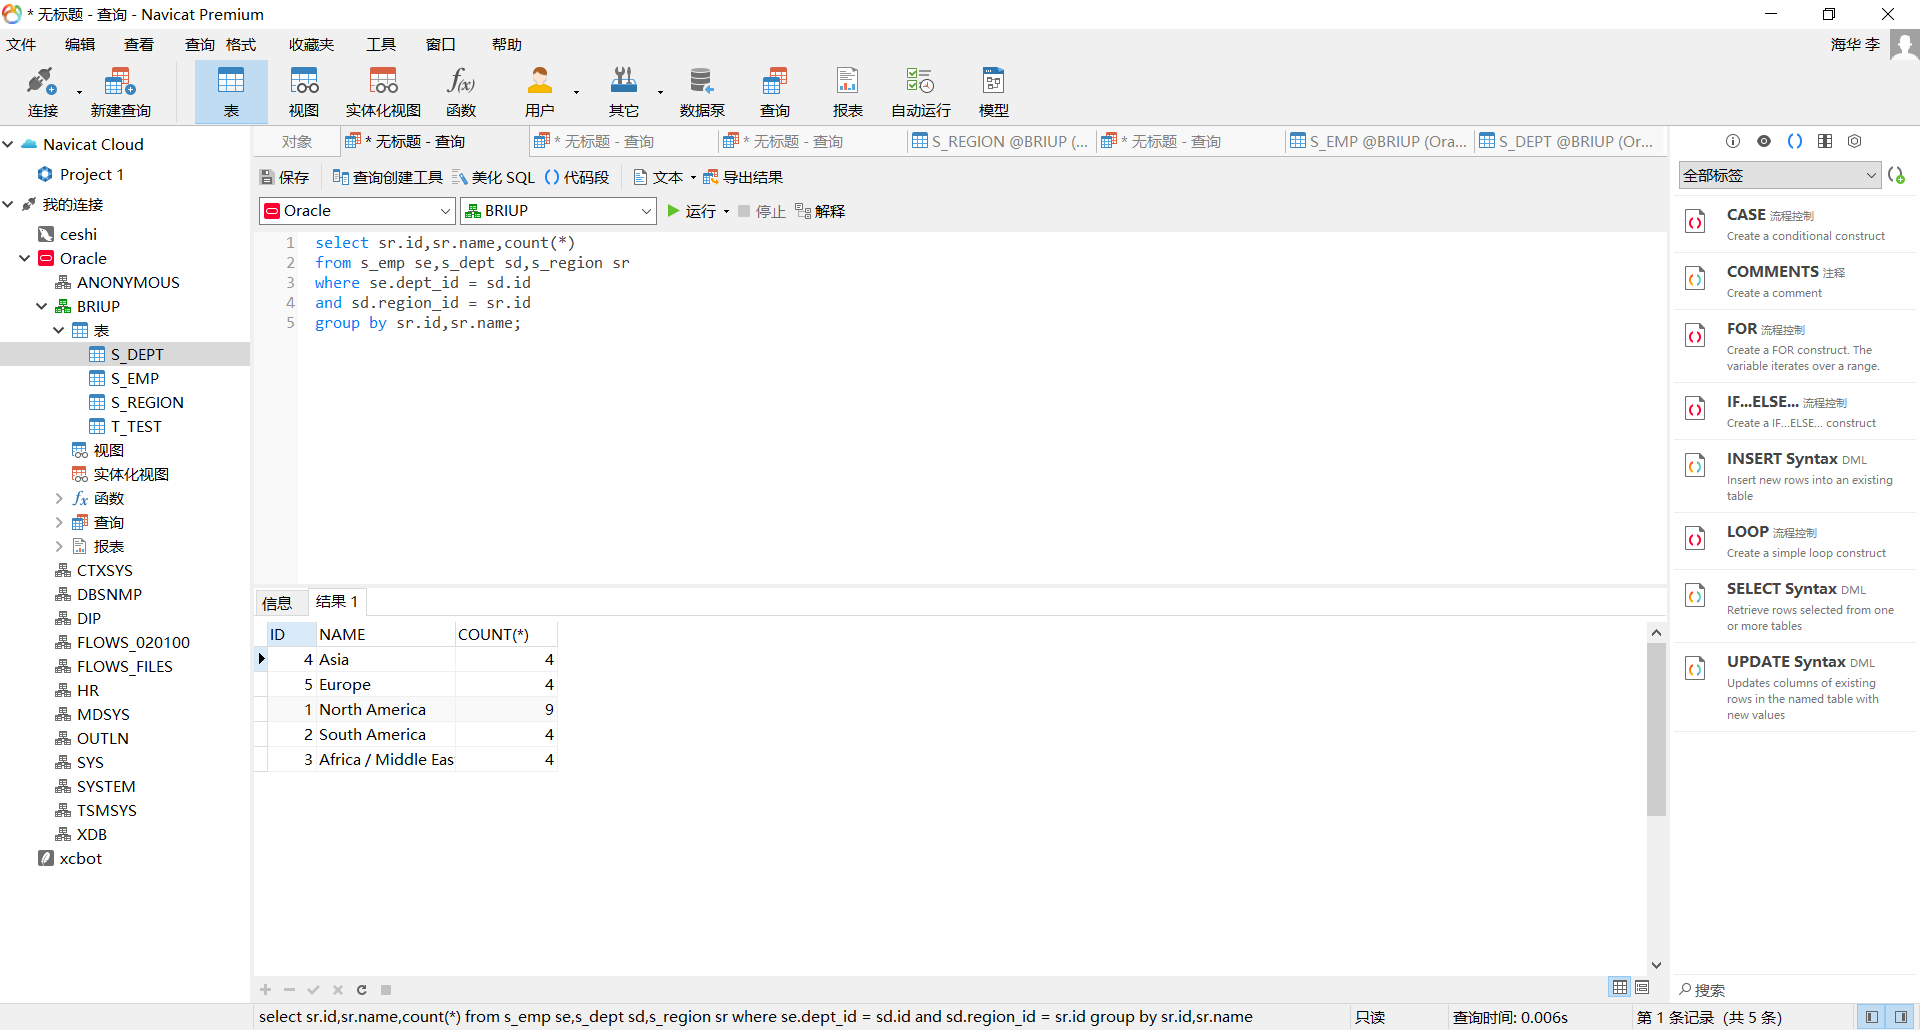 * 无标题 - 查询 - Navicat Premium
文件 编辑 查看 查询 格式 收藏夹 工具 窗口 帮助 海华 李
连接 新建查询 表 视图 实体化视图 函数 用户 其它 数据泵 查询 报表 自动运行 模型
对象 * 无标题 - 查询 * 无标题 - 查询 * 无标题 - 查询 S_REGION @BRIUP (... * 无标题 - 查询 S_EMP @BRIUP (Ora... S_DEPT @BRIUP (Or...
保存 查询创建工具 美化 SQL () 代码段 文本 导出结果
Oracle BRIUP 运行 停止 解释
Navicat Cloud
Project 1
我的连接
ceshi
Oracle
ANONYMOUS
BRIUP
表
S_DEPT
S_EMP
S_REGION
T_TEST
视图
实体化视图
fx 函数
查询
报表
CTXSYS
DBSNMP
DIP
FLOWS_020100
FLOWS_FILES
HR
MDSYS
OUTLN
SYS
SYSTEM
TSMSYS
XDB
xcbot
1 select sr.id,sr.name,count(*)
2 from s_emp se,s_dept sd,s_region sr
3 where se.dept_id = sd.id
4 and sd.region_id = sr.id
5 group by sr.id,sr.name;
信息 结果 1
ID NAME COUNT(*)
4 Asia 4
5 Europe 4
1 North America 9
2 South America 4
3 Africa / Middle Eas 4
全部标签
CASE 流程控制
Create a conditional construct
COMMENTS 注释
Create a comment
FOR 流程控制
Create a FOR construct. The
variable iterates over a range.
IF...ELSE... 流程控制
Create a IF...ELSE... construct
INSERT Syntax DML
Insert new rows into an existing
table
LOOP 流程控制
Create a simple loop construct
SELECT Syntax DML
Retrieve rows selected from one
or more tables
UPDATE Syntax DML
Updates columns of existing
rows in the named table with
new values
搜索
select sr.id,sr.name,count(*) from s_emp se,s_dept sd,s_region sr where se.dept_id = sd.id and sd.region_id = sr.id group by sr.id,sr.name 只读 查询时间: 0.006s 第 1 条记录 (共 5 条)